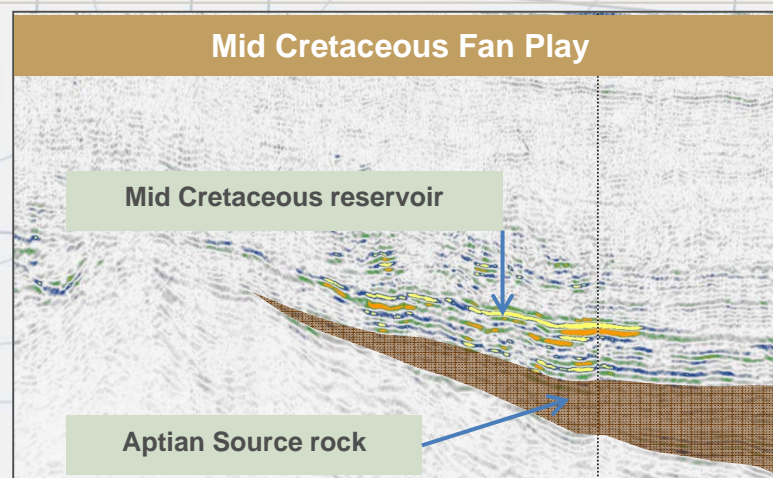 Mid Cretaceous Fan Play
Mid Cretaceous reservoir
Aptian Source rock